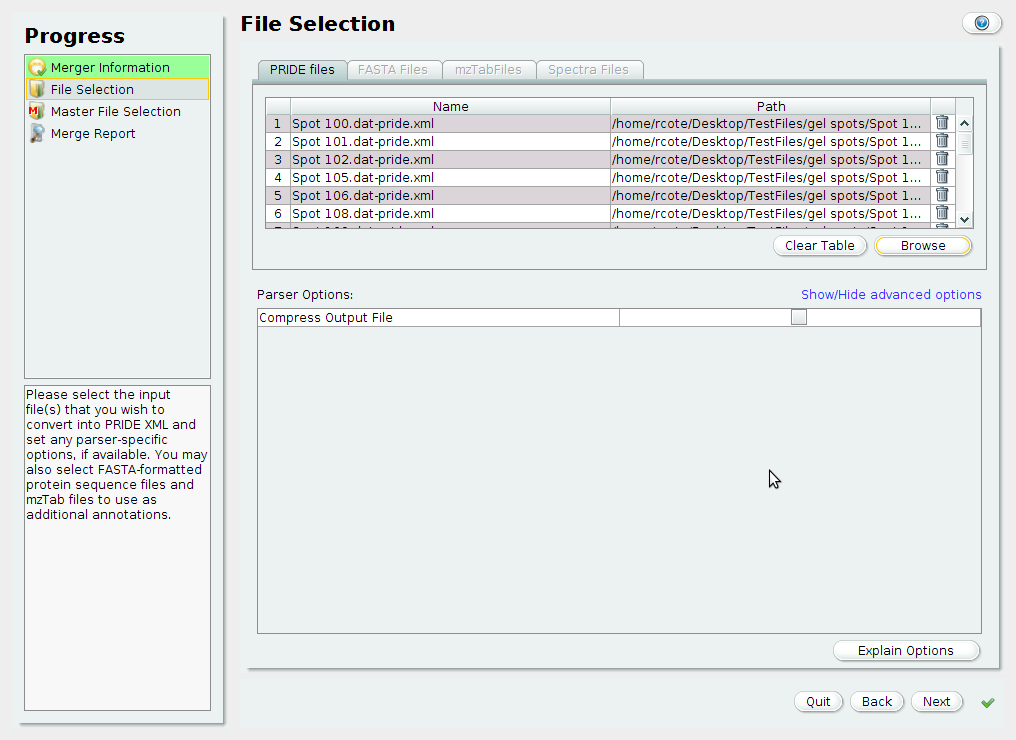 Progress
Merger Information
File Selection
Master File Selection
Merge Report
Please select the input
file(s) that you wish to
convert into PRIDE XML and
set any parser-specific
options, if available. You may
also select FASTA-formatted
protein sequence files and
mzTab files to use as
additional annotations.
File Selection
PRIDE files FASTA Files mzTabFiles Spectra Files
Name Path
1 Spot 100.dat-pride.xml /home/rcote/Desktop/TestFiles/gel spots/Spot 1...
2 Spot 101.dat-pride.xml /home/rcote/Desktop/TestFiles/gel spots/Spot 1...
3 Spot 102.dat-pride.xml /home/rcote/Desktop/TestFiles/gel spots/Spot 1...
4 Spot 105.dat-pride.xml /home/rcote/Desktop/TestFiles/gel spots/Spot 1...
5 Spot 106.dat-pride.xml /home/rcote/Desktop/TestFiles/gel spots/Spot 1...
6 Spot 108.dat-pride.xml /home/rcote/Desktop/TestFiles/gel spots/Spot 1...
Clear Table Browse
Parser Options: Show/Hide advanced options
Compress Output File
Explain Options
Quit Back Next